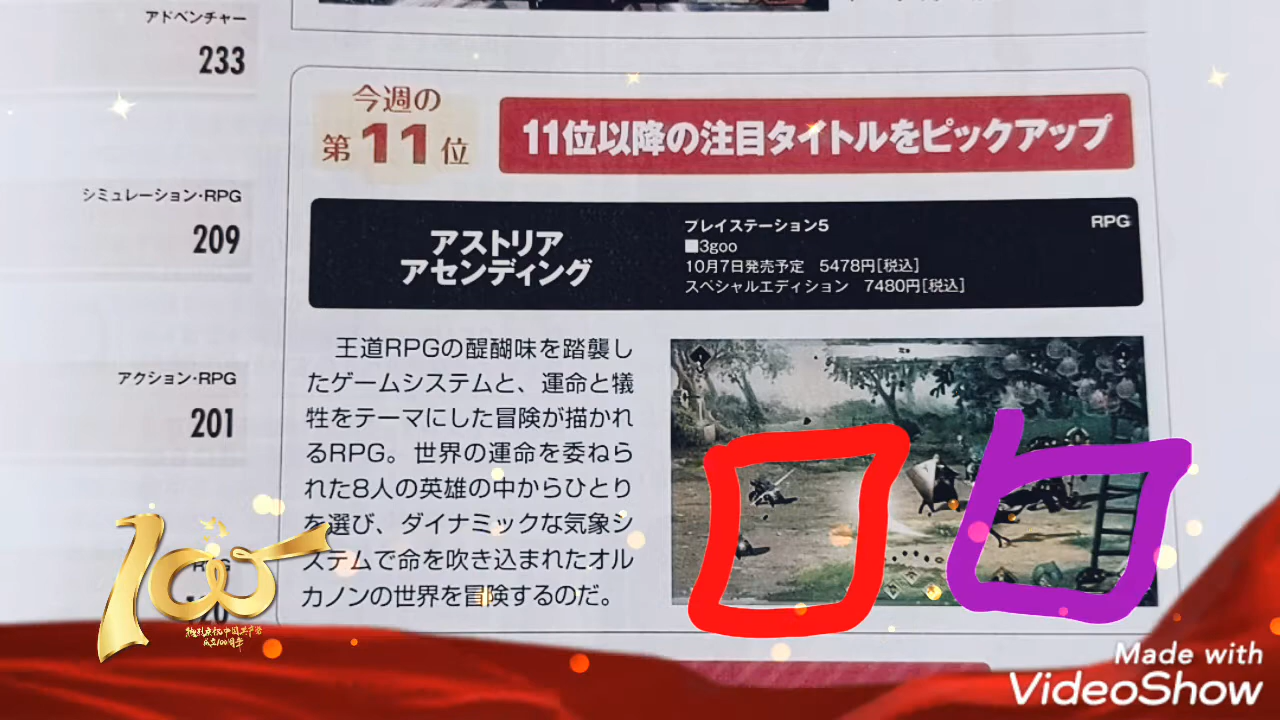 アドベンチャー
233
シミュレーション・RPG
209
アクション・RPG
201
今週の
第11位
11位以降の注目タイトルをピックアップ
アストリア
アセンディング
プレイステーション5
■3goo
10月7日発売予定 5478円[税込]
スペシャルエディション 7480円[税込]
RPG
王道RPGの醍醐味を踏襲し
たゲームシステムと、運命と犠
牲をテーマにした冒険が描かれ
るRPG。世界の運命を委ねら
れた8人の英雄の中からひとり
を選び、ダイナミックな気象シ
ステムで命を吹き込まれたオル
カノンの世界を冒険するのだ。
100
成立100周年
Made with
VideoShow